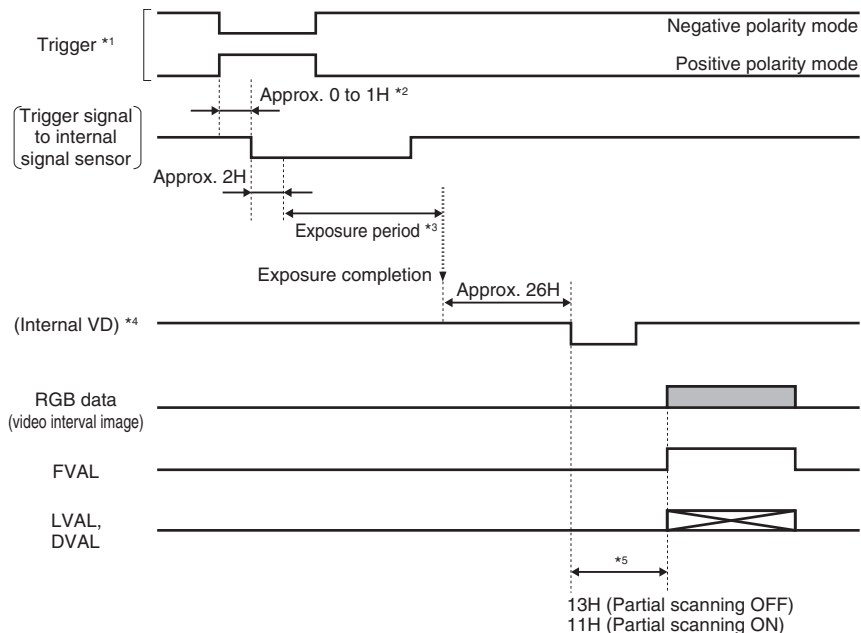 Negative polarity mode
Trigger *1
Positive polarity mode
Approx. 0 to 1H *2
Trigger signal
to internal
signal sensor
Approx. 2H
Exposure period *3
Exposure completion
Approx. 26H
(Internal VD) *4
RGB data
(video interval image)
FVAL
LVAL,
DVAL
*5
13H (Partial scanning OFF)
11H (Partial scanning ON)